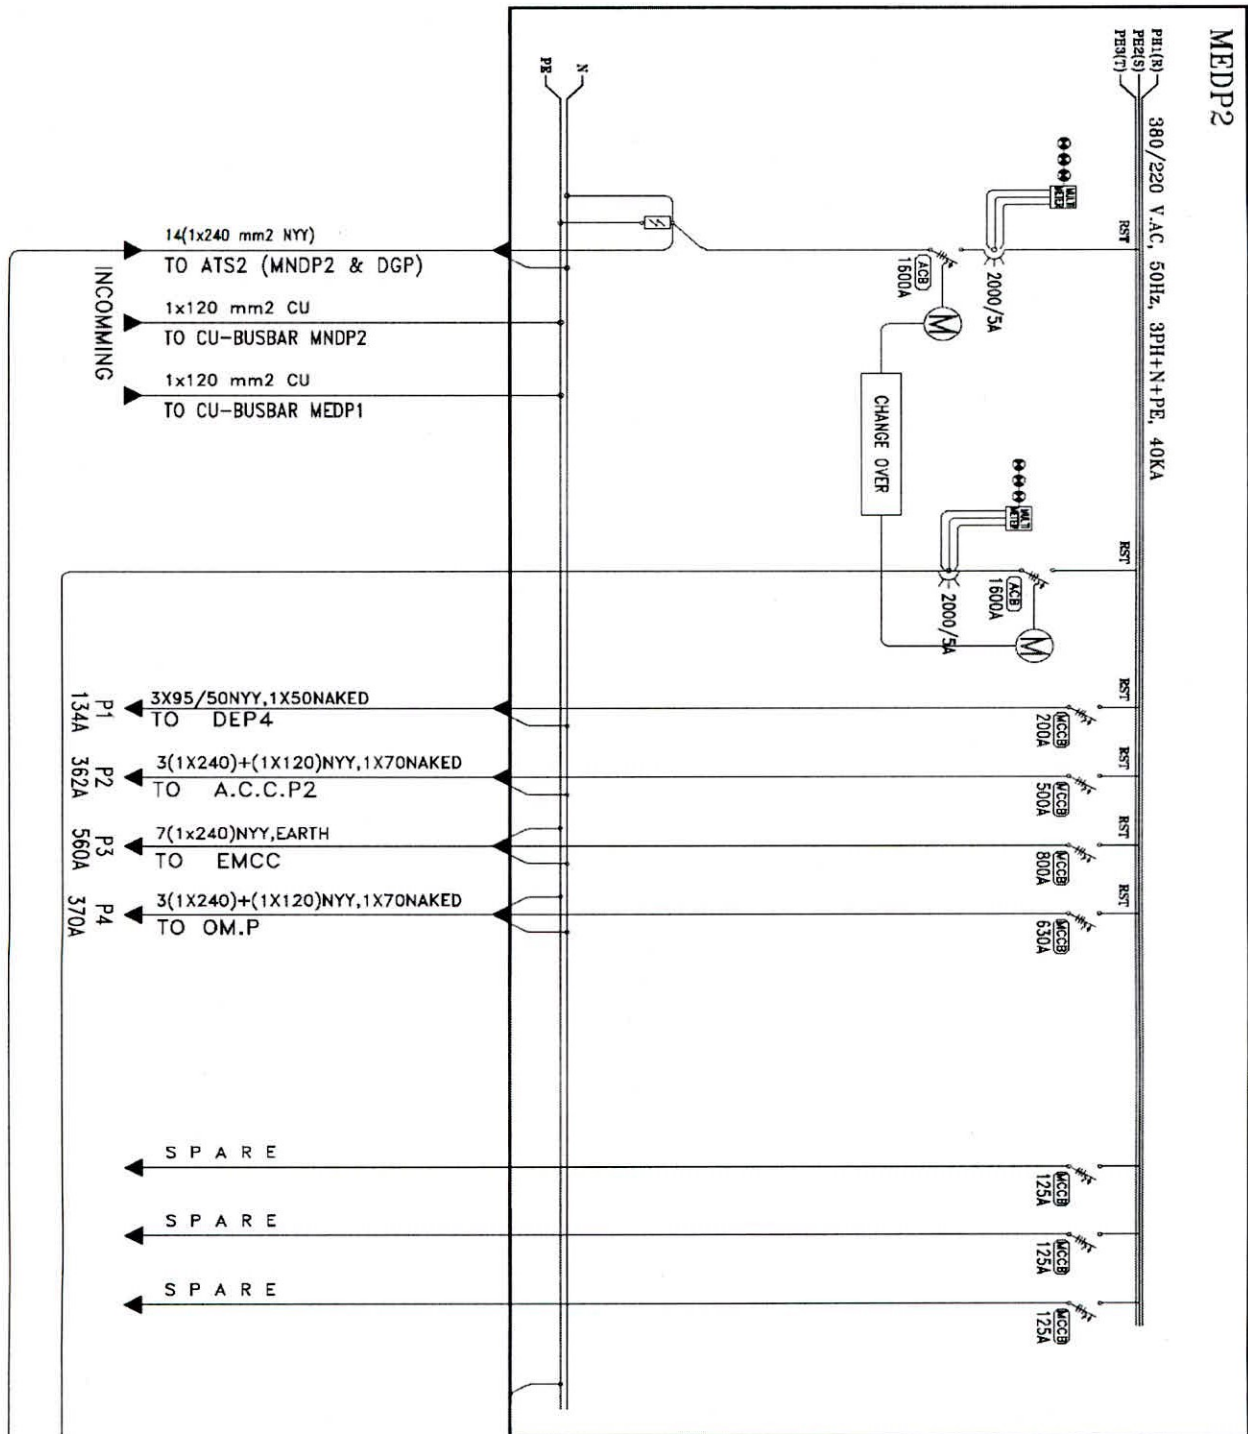 MEDP2
PH1(R)
PH2(S)
PH3(T)
380/220 V.AC, 50Hz, 3PH+N+PE, 40KA
N
PE
MULTI
METER
RST
2000/5A
ACB
1600A
M
CHANGE OVER
MULTI
METER
RST
ACB
1600A
2000/5A
M
INCOMMING
14(1x240 mm2 NYY)
TO ATS2 (MNDP2 & DGP)
1x120 mm2 CU
TO CU-BUSBAR MNDP2
1x120 mm2 CU
TO CU-BUSBAR MEDP1
RST
MCCB
200A
3X95/50NYY,1X50NAKED
TO DEP4
P1
134A
RST
MCCB
500A
3(1X240)+(1X120)NYY,1X70NAKED
TO A.C.C.P2
P2
362A
RST
MCCB
800A
7(1x240)NYY,EARTH
TO EMCC
P3
560A
RST
MCCB
630A
3(1X240)+(1X120)NYY,1X70NAKED
TO OM.P
P4
370A
MCCB
125A
S P A R E
MCCB
125A
S P A R E
MCCB
125A
S P A R E